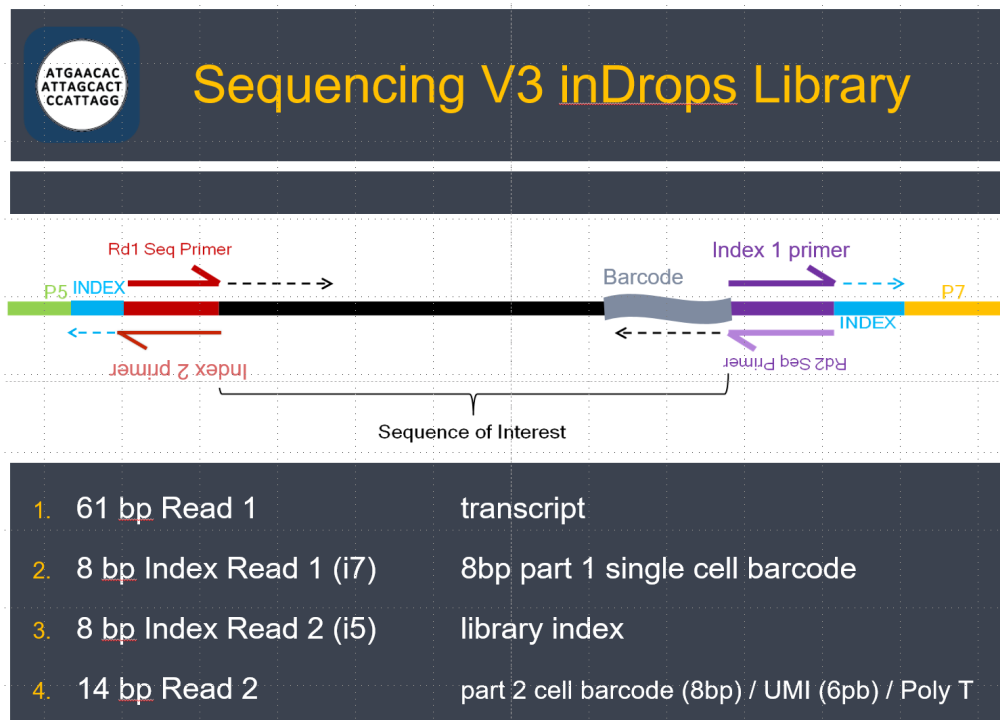 ATGAACAC
ATTAGCACT
CCATTAGG
Sequencing V3 inDrops Library
Rd1 Seq Primer
Index 1 primer
Barcode
P5
INDEX
P7
INDEX
Index 2 primer
Rd2 Seq Primer
Sequence of Interest
1. 61 bp Read 1 transcript
2. 8 bp Index Read 1 (i7) 8bp part 1 single cell barcode
3. 8 bp Index Read 2 (i5) library index
4. 14 bp Read 2 part 2 cell barcode (8bp) / UMI (6pb) / Poly T